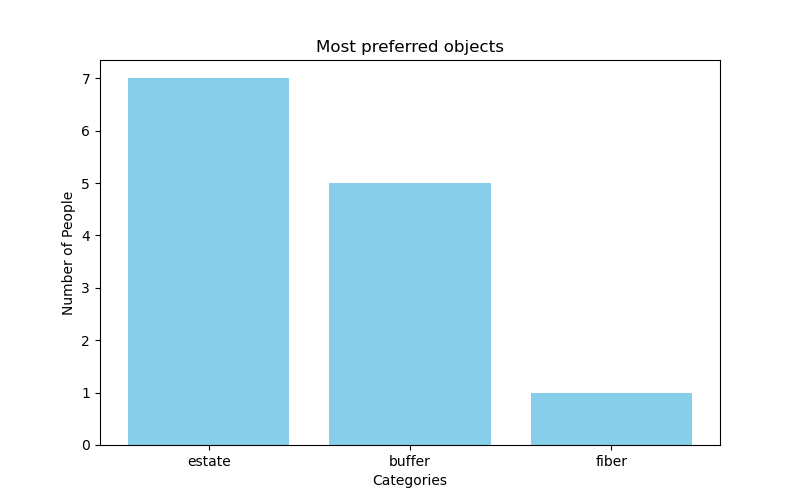 Most preferred objects
Number of People
7
6
5
4
3
2
1
0
estate
buffer
fiber
Categories